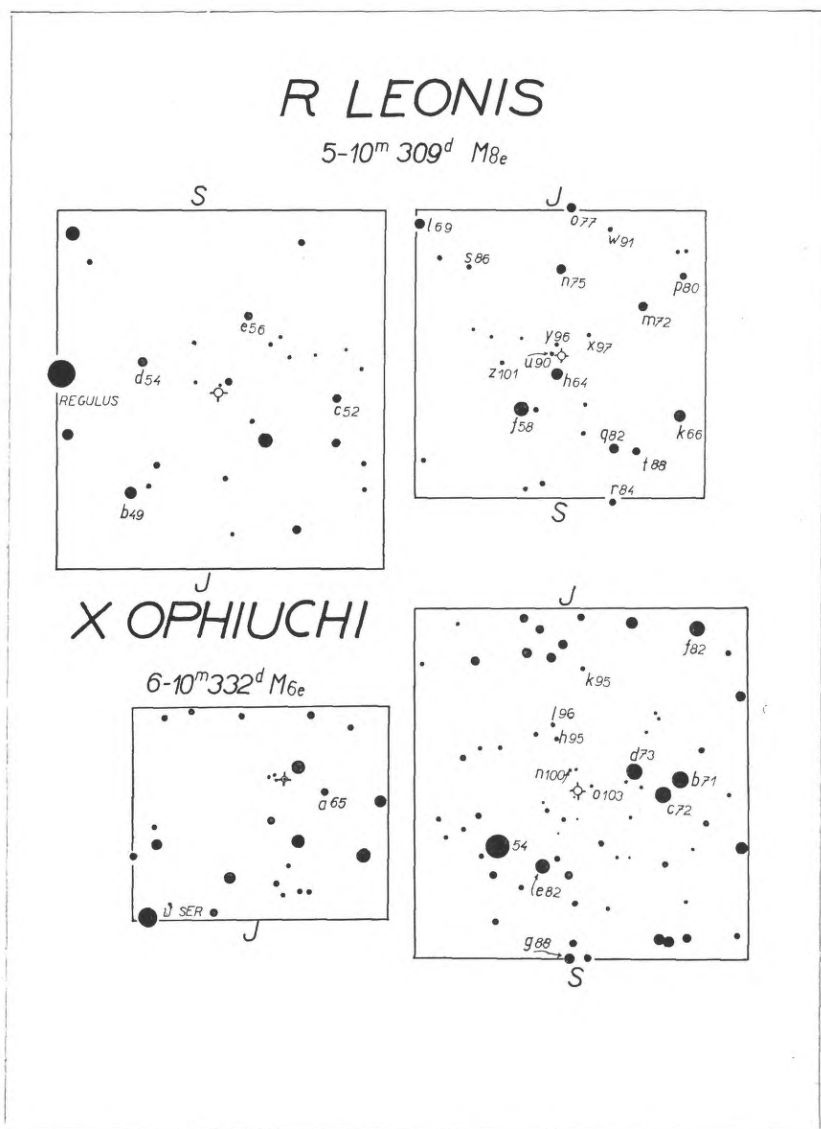 R LEONIS
5-10ᵐ 309ᵈ M8e
S
e56
d54
REGULUS
c52
b49
J
J
l69
o77
w91
s86
n75
p80
m72
y96
x97
u90
z101
h64
f58
k66
q82
t88
r84
S
X OPHIUCHI
6-10ᵐ 332ᵈ M6e
a65
SER
J
J
f82
k95
l96
h95
d73
n100
b71
o103
c72
54
e82
g88
S